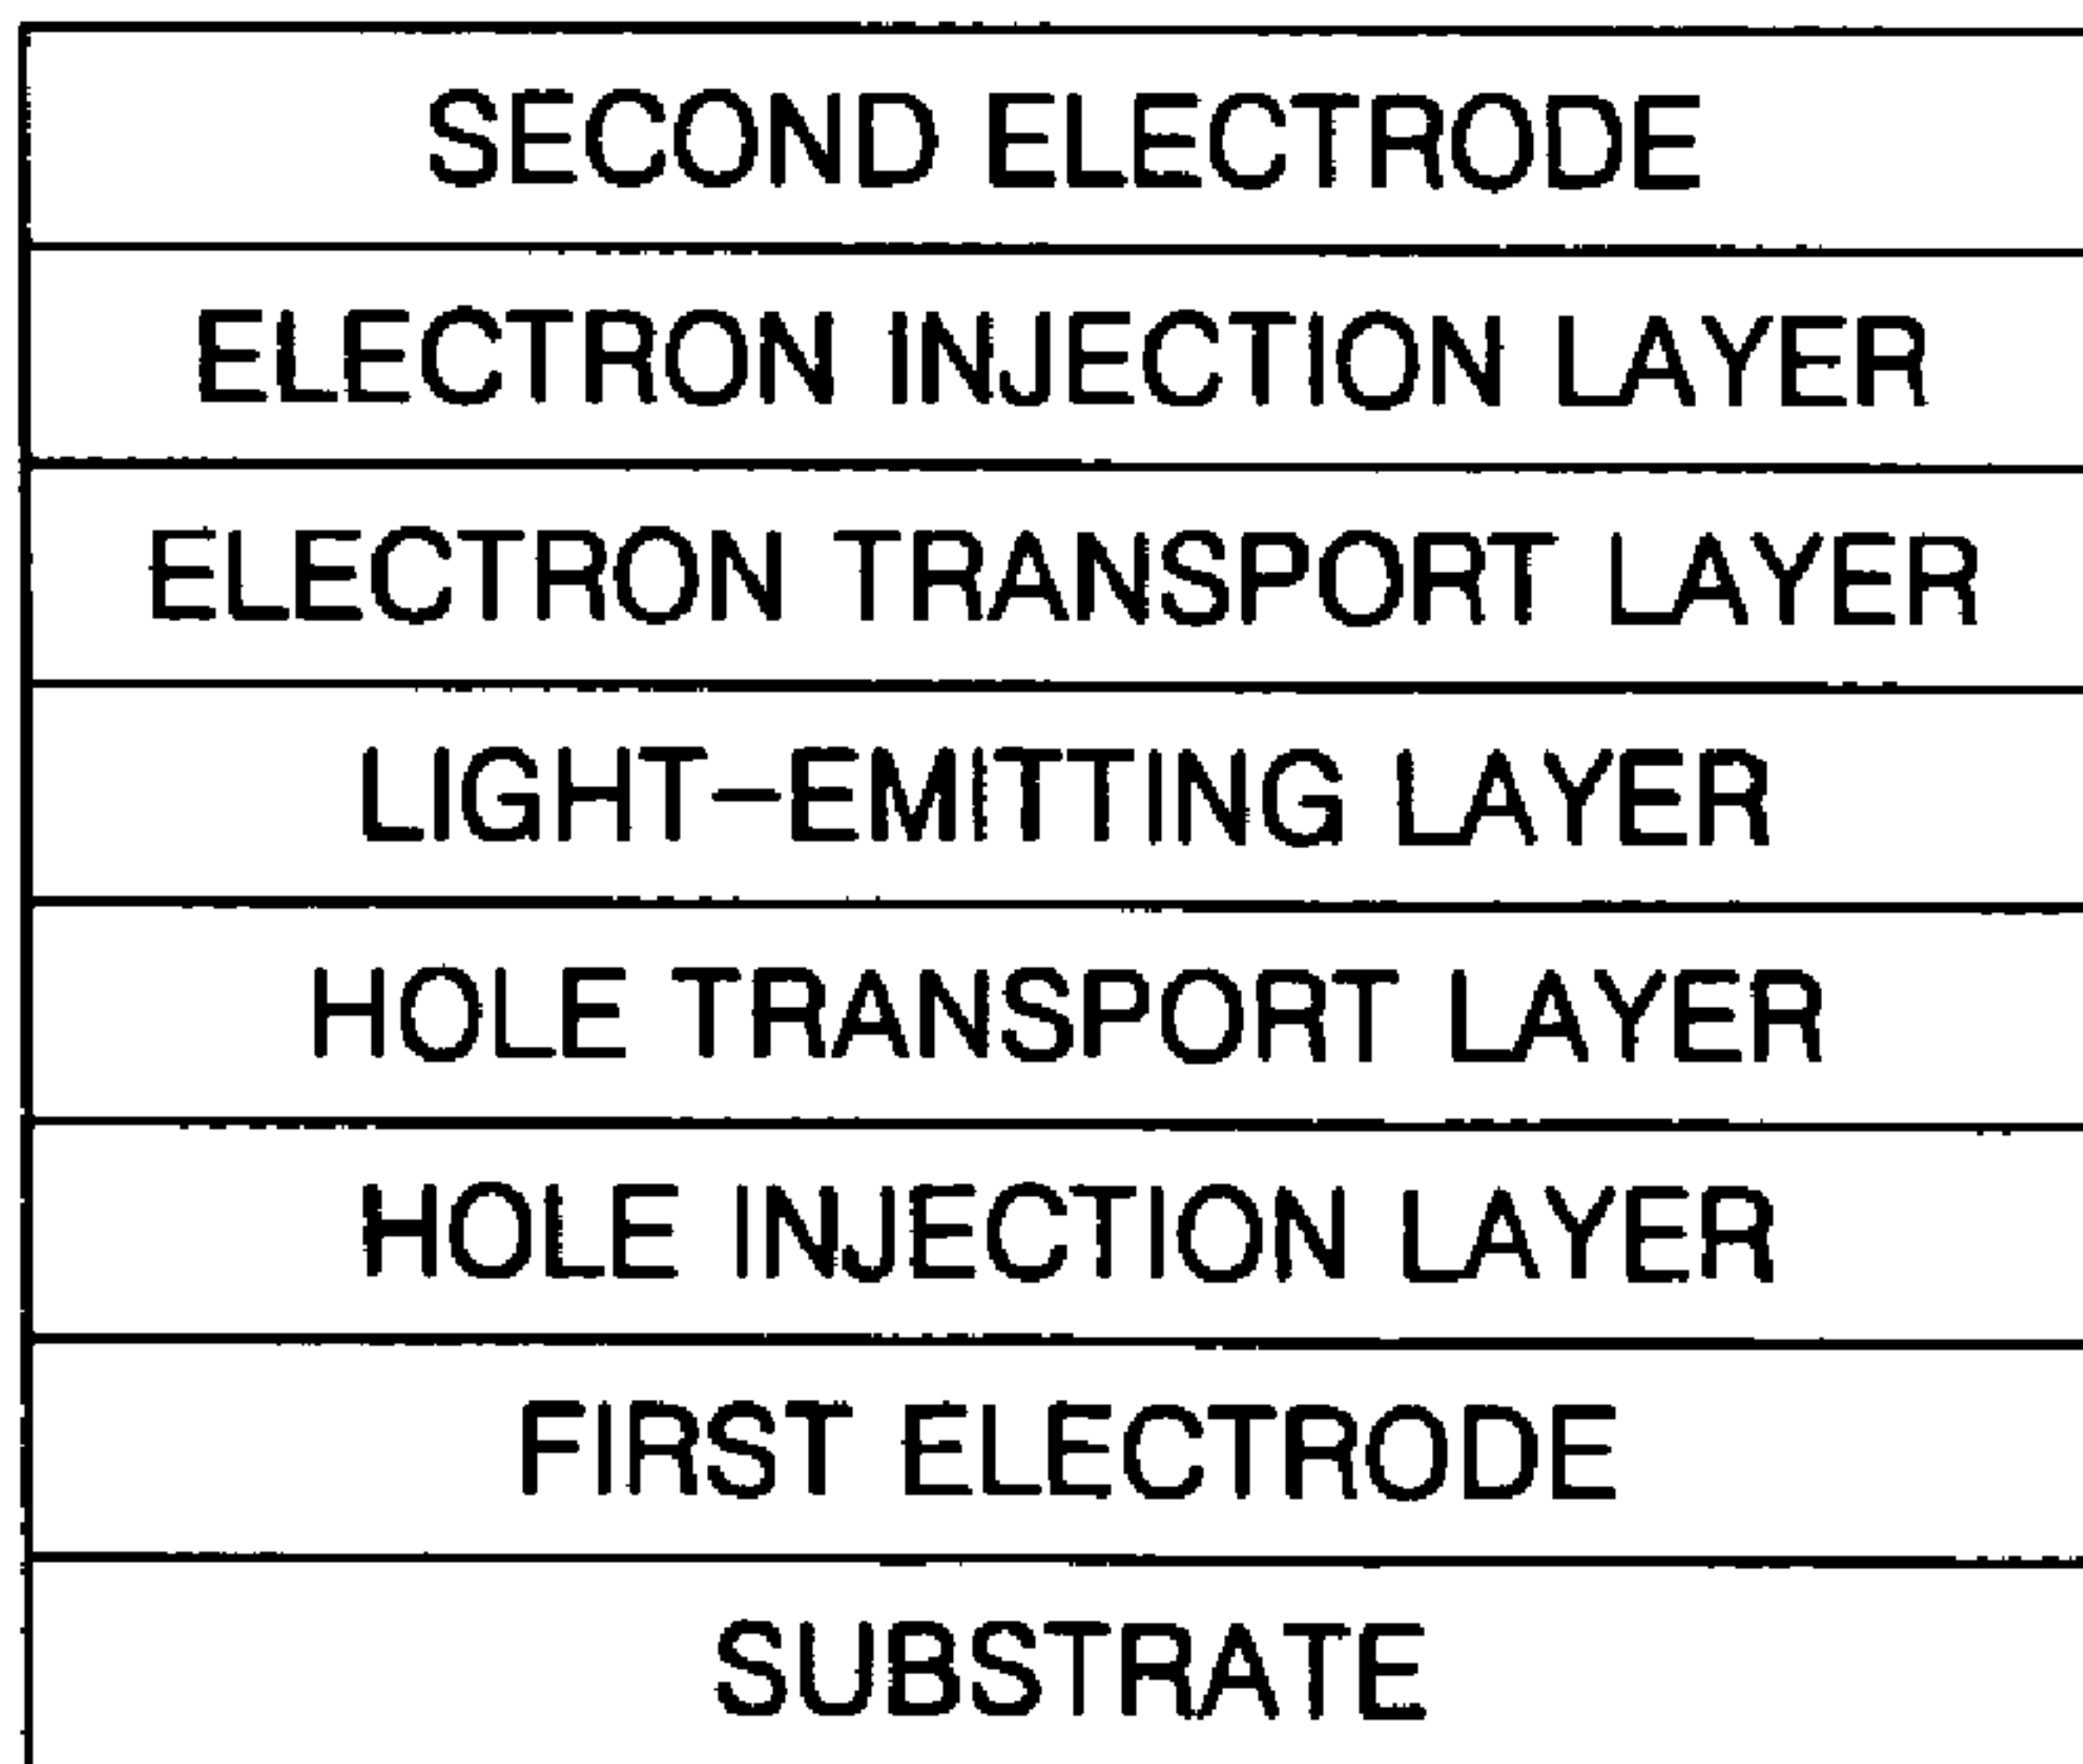 SECOND ELECTRODE
ELECTRON INJECTION LAYER
ELECTRON TRANSPORT LAYER
LIGHT-EMITTING LAYER
HOLE TRANSPORT LAYER
HOLE INJECTION LAYER
FIRST ELECTRODE
SUBSTRATE